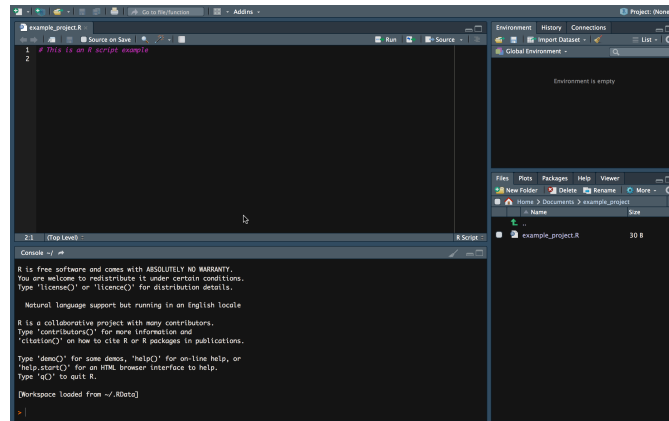 Go to file/function
Addins
Project: (None
example_project.R
Source on Save
Run
Source
1 # This is an R script example
2
2:1 (Top Level)
R Script
Console ~/
R is free software and comes with ABSOLUTELY NO WARRANTY.
You are welcome to redistribute it under certain conditions.
Type 'license()' or 'licence()' for distribution details.
Natural language support but running in an English locale
R is a collaborative project with many contributors.
Type 'contributors()' for more information and
'citation()' on how to cite R or R packages in publications.
Type 'demo()' for some demos, 'help()' for on-line help, or
'help.start()' for an HTML browser interface to help.
Type 'q()' to quit R.
[Workspace loaded from ~/.RData]
>
Environment History Connections
Import Dataset
List
Global Environment
Environment is empty
Files Plots Packages Help Viewer
New Folder Delete Rename More
Home > Documents > example_project
Name Size
..
example_project.R 30 B